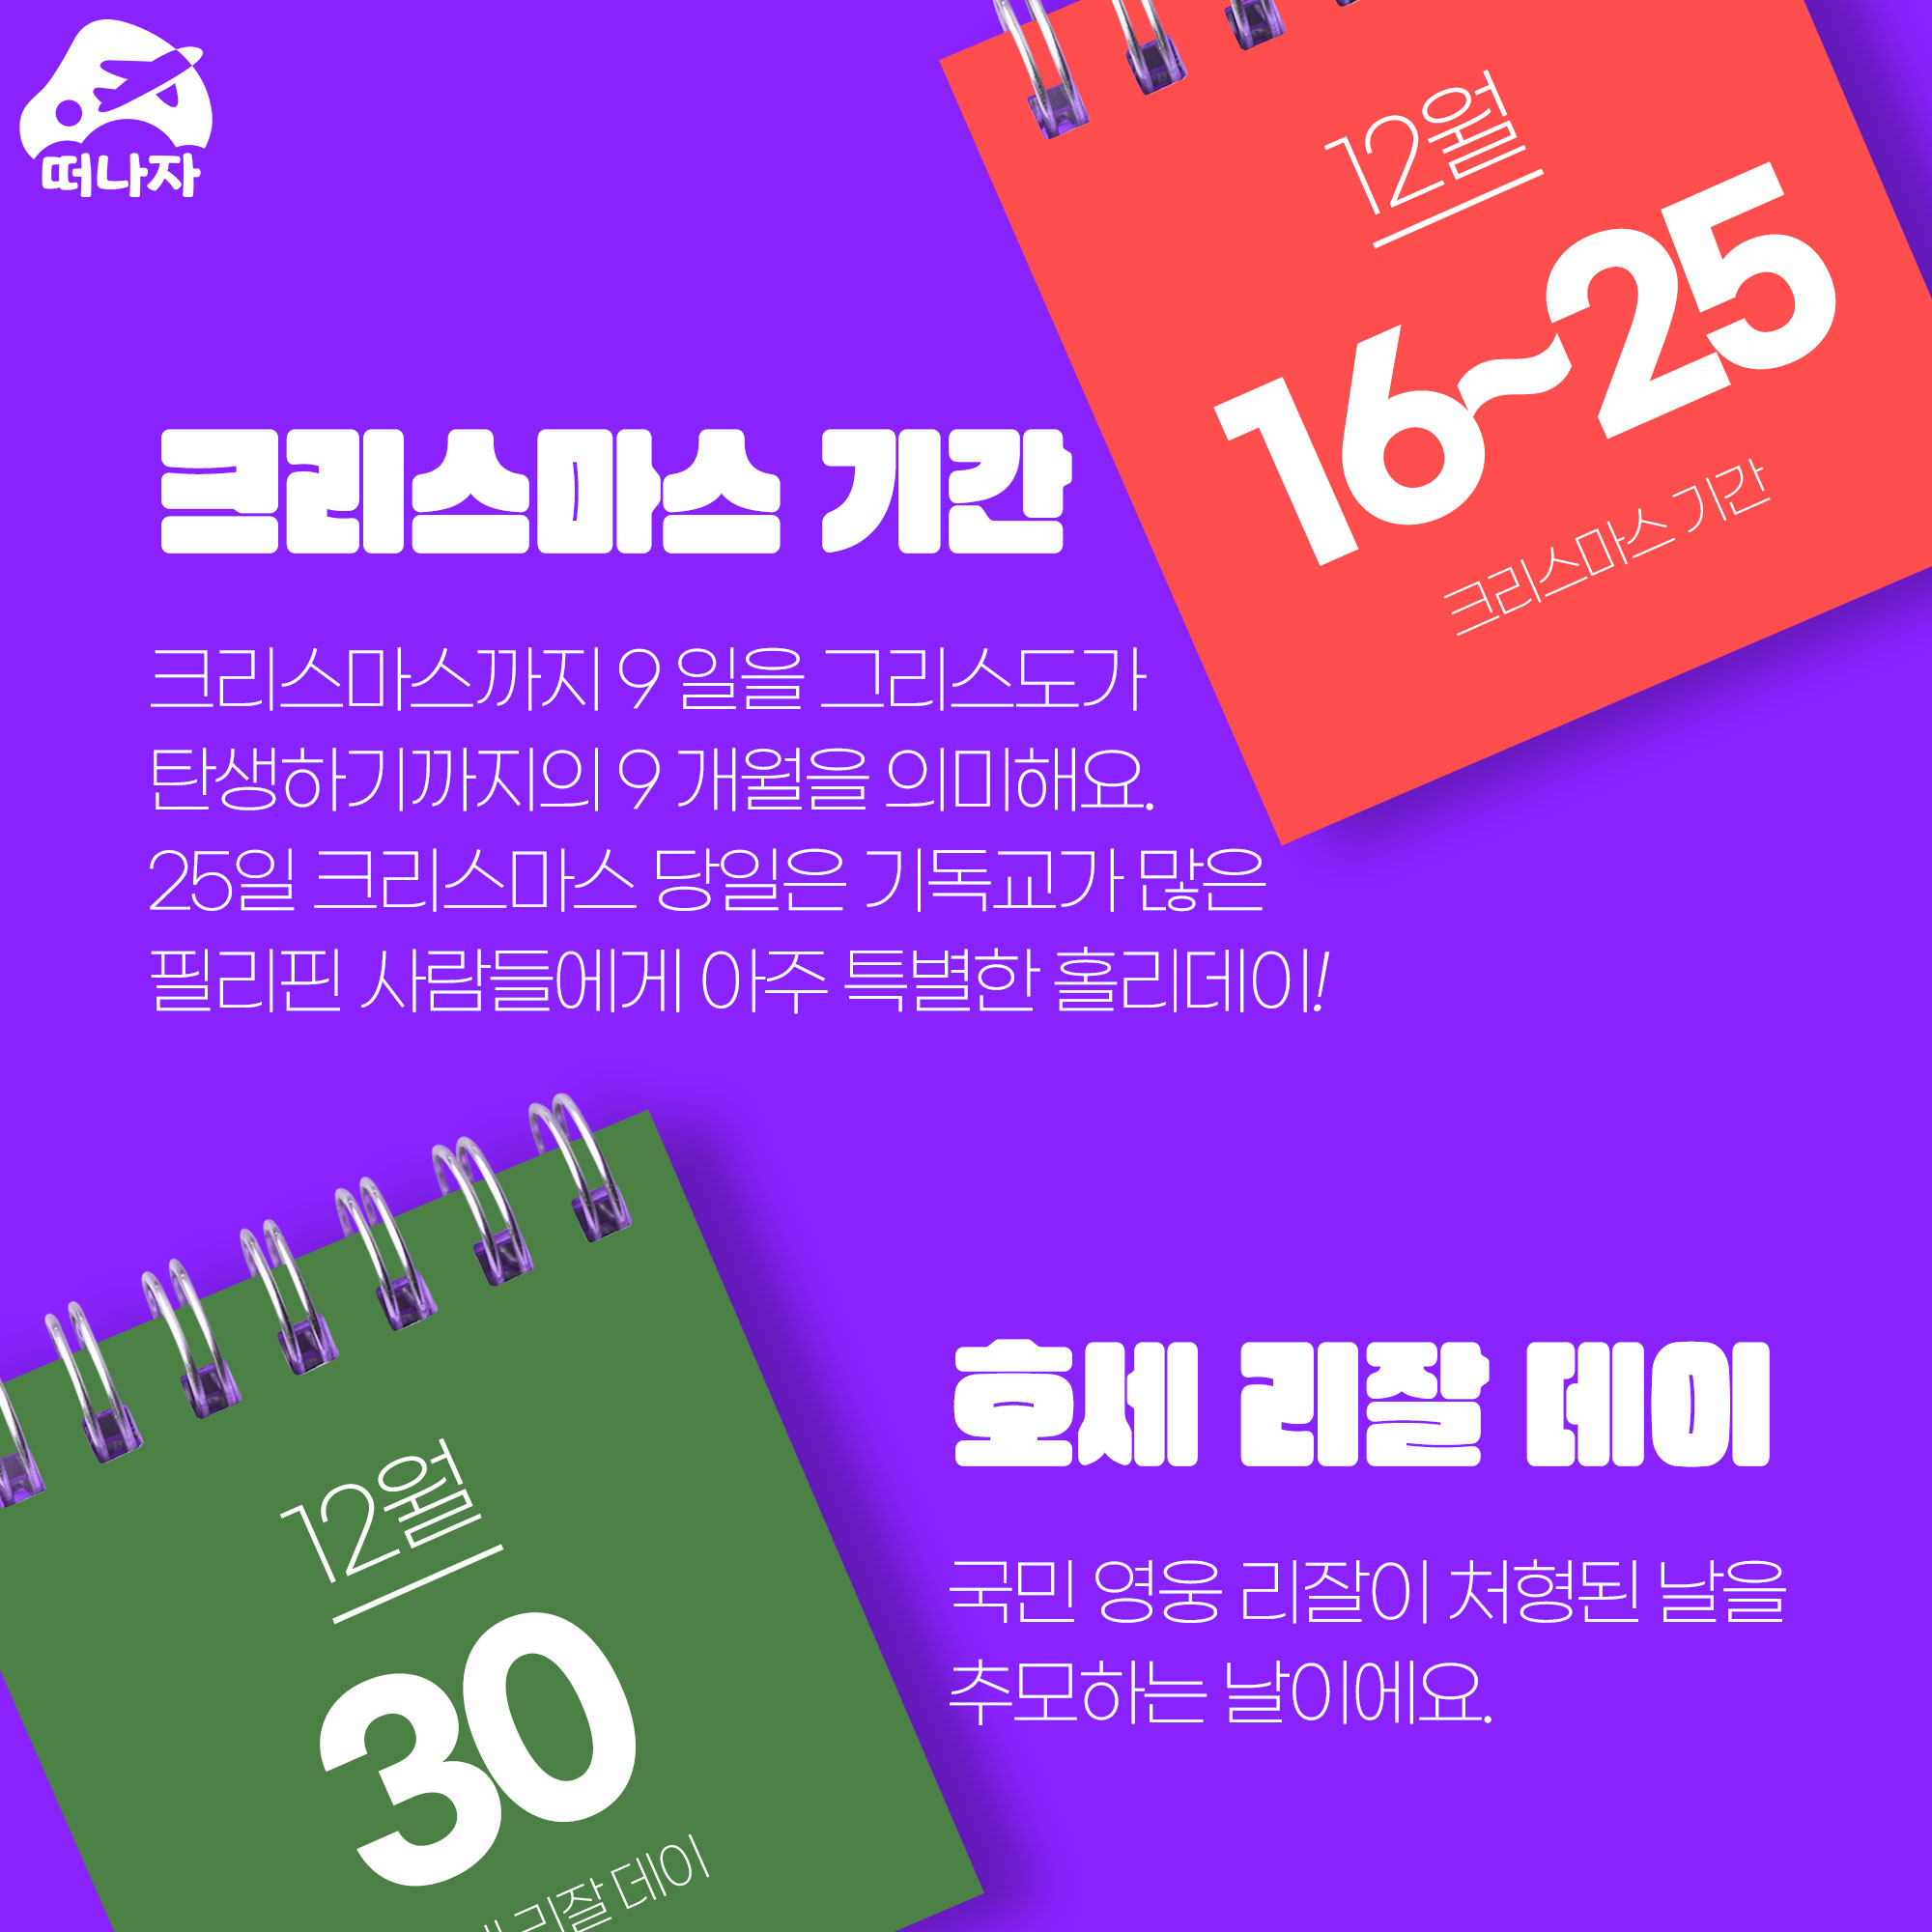 떠나자
12월
16~25
크리스마스 기간
크리스마스 기간
크리스마스까지 9일을 그리스도가
탄생하기까지의 9개월을 의미해요.
25일 크리스마스 당일은 기독교가 많은
필리핀 사람들에게 아주 특별한 홀리데이!
12월
30
리잘 데이
호세 리잘 데이
국민 영웅 리잘이 처형된 날을
추모하는 날이에요.